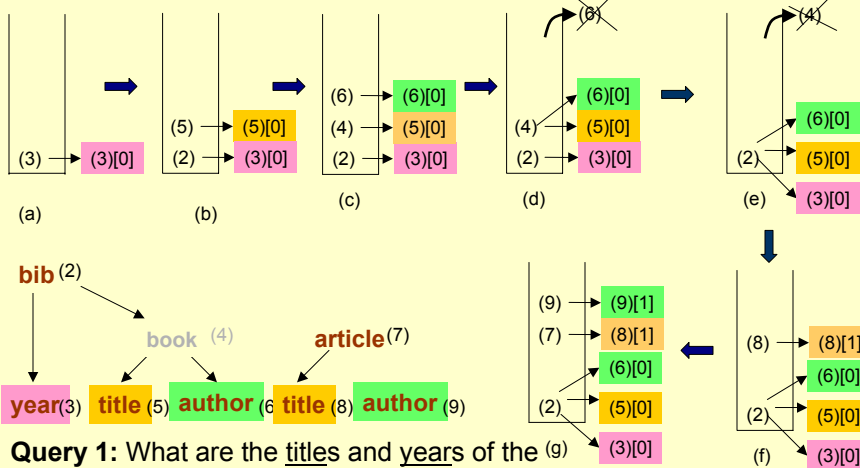 (6)
(4)
(6) (6)[0]
(6)[0]
(6)[0]
(5) (5)[0]
(4) (5)[0]
(4) (5)[0]
(3) (3)[0]
(2) (3)[0]
(2) (3)[0]
(2) (3)[0]
(2) (5)[0]
(3)[0]
(a)
(b)
(c)
(d)
(e)
bib (2)
book (4)
article (7)
year (3) title (5) author (6 title (8) author (9)
(9) (9)[1]
(7) (8)[1]
(6)[0]
(2) (5)[0]
(3)[0]
(g)
(8) (8)[1]
(6)[0]
(2) (5)[0]
(3)[0]
(f)
Query 1: What are the titles and years of the